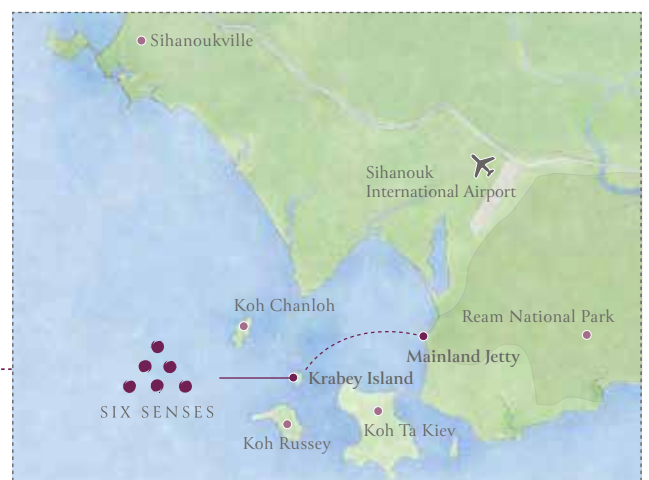 Sihanoukville
Sihanouk
International Airport
Koh Chanloh
Ream National Park
Mainland Jetty
Krabey Island
SIX SENSES
Koh Ta Kiev
Koh Russey